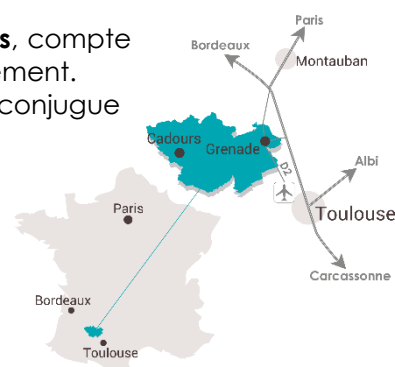 s, compte
ement.
conjugue
Paris
Bordeaux
Montauban
Cadours
Grenade
D2
Albi
Toulouse
Carcassonne
Paris
Bordeaux
Toulouse